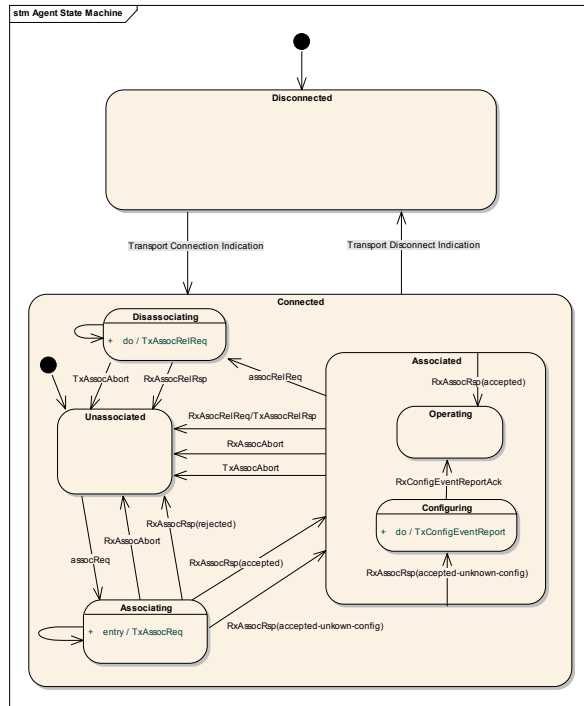 stm Agent State Machine
Disconnected
Transport Connection Indication
Transport Disconnect Indication
Connected
Disassociating
+ do / TxAssocRelReq
Associated
TxAssocAbort
RxAssocRelRsp
assocRelReq
RxAssocRsp(accepted)
Unassociated
RxAsocRelReq/TxAssocRelRsp
Operating
RxAssocAbort
TxAssocAbort
RxConfigEventReportAck
Configuring
+ do / TxConfigEventReport
assocReq
RxAssocAbort
RxAssocRsp(rejected)
RxAssocRsp(accepted)
RxAssocRsp(accepted-unknown-config)
Associating
+ entry / TxAssocReq
RxAssocRsp(accepted-unkown-config)